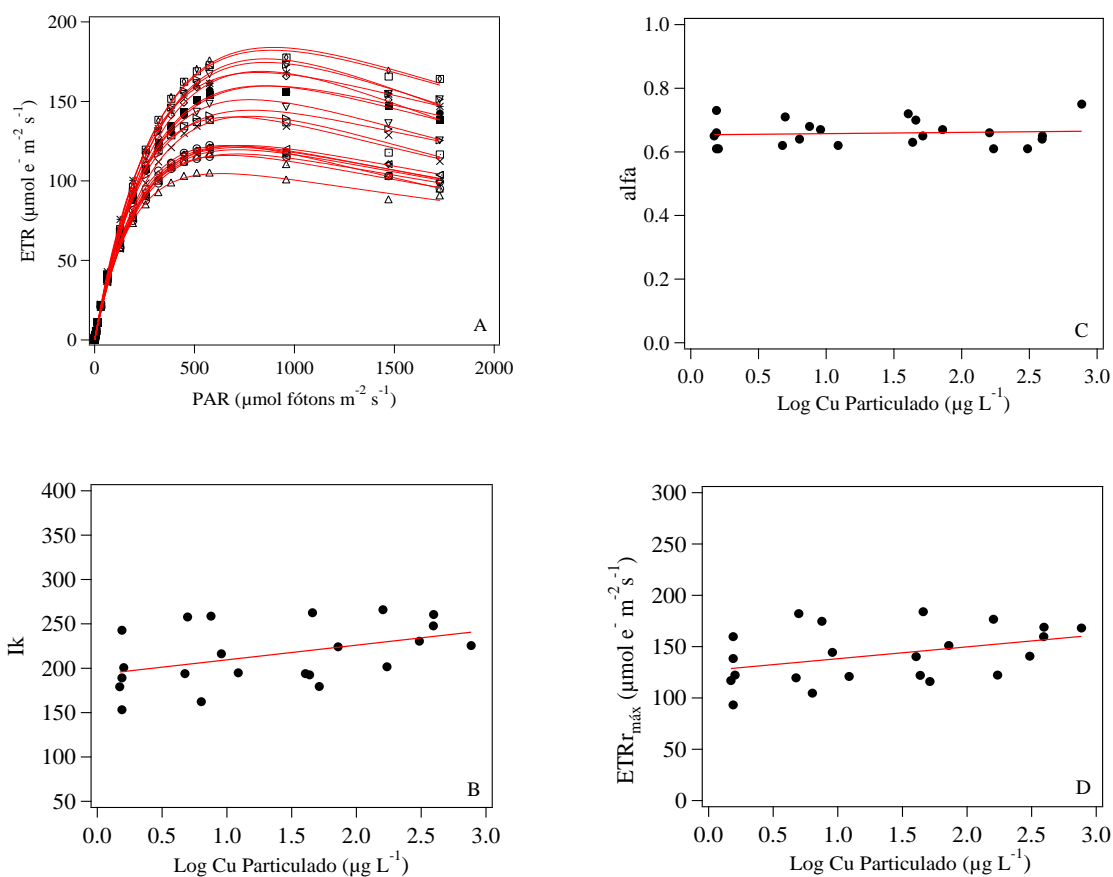 200
150
100
50
0
ETR (µmol e⁻ m⁻² s⁻¹)
0 500 1000 1500 2000
PAR (µmol fótons m⁻² s⁻¹)
A
1.0
0.8
0.6
0.4
0.2
0.0
alfa
0.0 0.5 1.0 1.5 2.0 2.5 3.0
Log Cu Particulado (µg L⁻¹)
C
400
350
300
250
200
150
100
50
Ik
0.0 0.5 1.0 1.5 2.0 2.5 3.0
Log Cu Particulado (µg L⁻¹)
B
300
250
200
150
100
50
0
ETRr_máx (µmol e⁻ m⁻²s⁻¹)
0.0 0.5 1.0 1.5 2.0 2.5 3.0
Log Cu Particulado (µg L⁻¹)
D